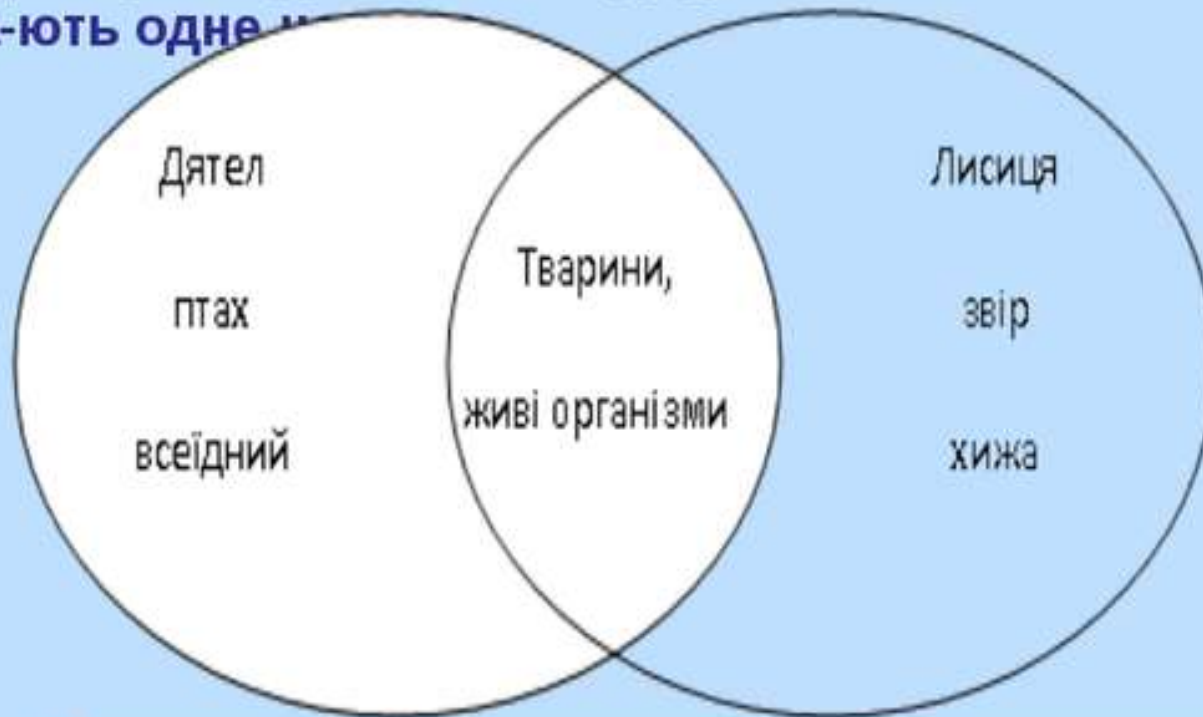 -ють одне
Дятел
птах
всеїдний
Тварини,
живі організми
Лисиця
звір
хижа